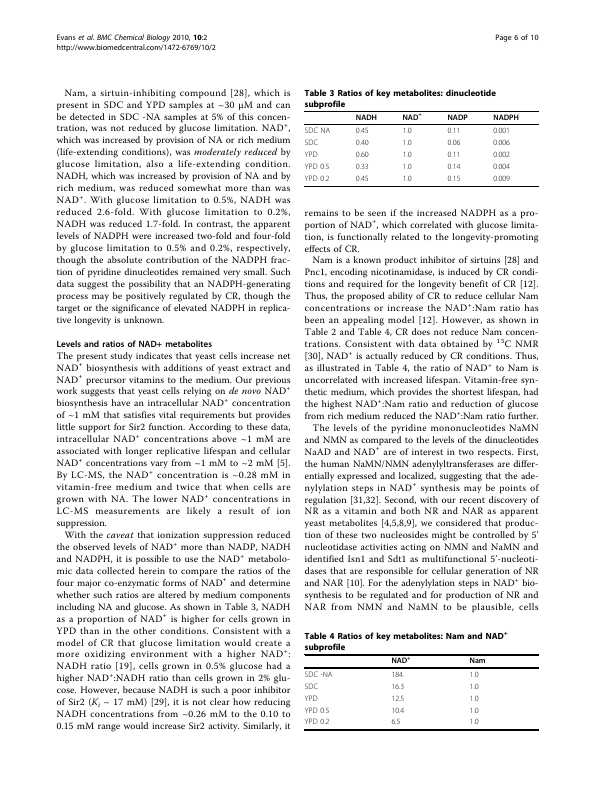 Evans et al. BMC Chemical Biology 2010, 10:2
http://www.biomedcentral.com/1472-6769/10/2
Page 6 of 10
Nam, a sirtuin-inhibiting compound [28], which is
present in SDC and YPD samples at ~30 μM and can
be detected in SDC -NA samples at 5% of this concen-
tration, was not reduced by glucose limitation. NAD+,
which was increased by provision of NA or rich medium
(life-extending conditions), was moderately reduced by
glucose limitation, also a life-extending condition.
NADH, which was increased by provision of NA and by
rich medium, was reduced somewhat more than was
NAD+. With glucose limitation to 0.5%, NADH was
reduced 2.6-fold. With glucose limitation to 0.2%,
NADH was reduced 1.7-fold. In contrast, the apparent
levels of NADPH were increased two-fold and four-fold
by glucose limitation to 0.5% and 0.2%, respectively,
though the absolute contribution of the NADPH frac-
tion of pyridine dinucleotides remained very small. Such
data suggest the possibility that an NADPH-generating
process may be positively regulated by CR, though the
target or the significance of elevated NADPH in replica-
tive longevity is unknown.
Levels and ratios of NAD+ metabolites
The present study indicates that yeast cells increase net
NAD+ biosynthesis with additions of yeast extract and
NAD+ precursor vitamins to the medium. Our previous
work suggests that yeast cells relying on de novo NAD+
biosynthesis have an intracellular NAD+ concentration
of ~1 mM that satisfies vital requirements but provides
little support for Sir2 function. According to these data,
intracellular NAD+ concentrations above ~1 mM are
associated with longer replicative lifespan and cellular
NAD+ concentrations vary from ~1 mM to ~2 mM [5].
By LC-MS, the NAD+ concentration is ~0.28 mM in
vitamin-free medium and twice that when cells are
grown with NA. The lower NAD+ concentrations in
LC-MS measurements are likely a result of ion
suppression.
With the caveat that ionization suppression reduced
the observed levels of NAD+ more than NADP, NADH
and NADPH, it is possible to use the NAD+ metabolo-
mic data collected herein to compare the ratios of the
four major co-enzymatic forms of NAD+ and determine
whether such ratios are altered by medium components
including NA and glucose. As shown in Table 3, NADH
as a proportion of NAD+ is higher for cells grown in
YPD than in the other conditions. Consistent with a
model of CR that glucose limitation would create a
more oxidizing environment with a higher NAD+:
NADH ratio [19], cells grown in 0.5% glucose had a
higher NAD+:NADH ratio than cells grown in 2% glu-
cose. However, because NADH is such a poor inhibitor
of Sir2 (Ki ~ 17 mM) [29], it is not clear how reducing
NADH concentrations from ~0.26 mM to the 0.10 to
0.15 mM range would increase Sir2 activity. Similarly, it
Table 3 Ratios of key metabolites: dinucleotide
subprofile
NADH NAD+ NADP NADPH
SDC NA 0.45 1.0 0.11 0.001
SDC 0.40 1.0 0.06 0.006
YPD 0.60 1.0 0.11 0.002
YPD 0.5 0.33 1.0 0.14 0.004
YPD 0.2 0.45 1.0 0.15 0.009
remains to be seen if the increased NADPH as a pro-
portion of NAD+, which correlated with glucose limita-
tion, is functionally related to the longevity-promoting
effects of CR.
Nam is a known product inhibitor of sirtuins [28] and
Pnc1, encoding nicotinamidase, is induced by CR condi-
tions and required for the longevity benefit of CR [12].
Thus, the proposed ability of CR to reduce cellular Nam
concentrations or increase the NAD+:Nam ratio has
been an appealing model [12]. However, as shown in
Table 2 and Table 4, CR does not reduce Nam concen-
trations. Consistent with data obtained by 13C NMR
[30], NAD+ is actually reduced by CR conditions. Thus,
as illustrated in Table 4, the ratio of NAD+ to Nam is
uncorrelated with increased lifespan. Vitamin-free syn-
thetic medium, which provides the shortest lifespan, had
the highest NAD+:Nam ratio and reduction of glucose
from rich medium reduced the NAD+:Nam ratio further.
The levels of the pyridine mononucleotides NaMN
and NMN as compared to the levels of the dinucleotides
NaAD and NAD+ are of interest in two respects. First,
the human NaMN/NMN adenylyltransferases are differ-
entially expressed and localized, suggesting that the ade-
nylylation steps in NAD+ synthesis may be points of
regulation [31,32]. Second, with our recent discovery of
NR as a vitamin and both NR and NAR as apparent
yeast metabolites [4,5,8,9], we considered that produc-
tion of these two nucleosides might be controlled by 5'
nucleotidase activities acting on NMN and NaMN and
identified Isn1 and Sdt1 as multifunctional 5'-nucleoti-
dases that are responsible for cellular generation of NR
and NAR [10]. For the adenylylation steps in NAD+ bio-
synthesis to be regulated and for production of NR and
NAR from NMN and NaMN to be plausible, cells
Table 4 Ratios of key metabolites: Nam and NAD+
subprofile
NAD+ Nam
SDC -NA 184. 1.0
SDC 16.3 1.0
YPD 12.5 1.0
YPD 0.5 10.4 1.0
YPD 0.2 6.5 1.0